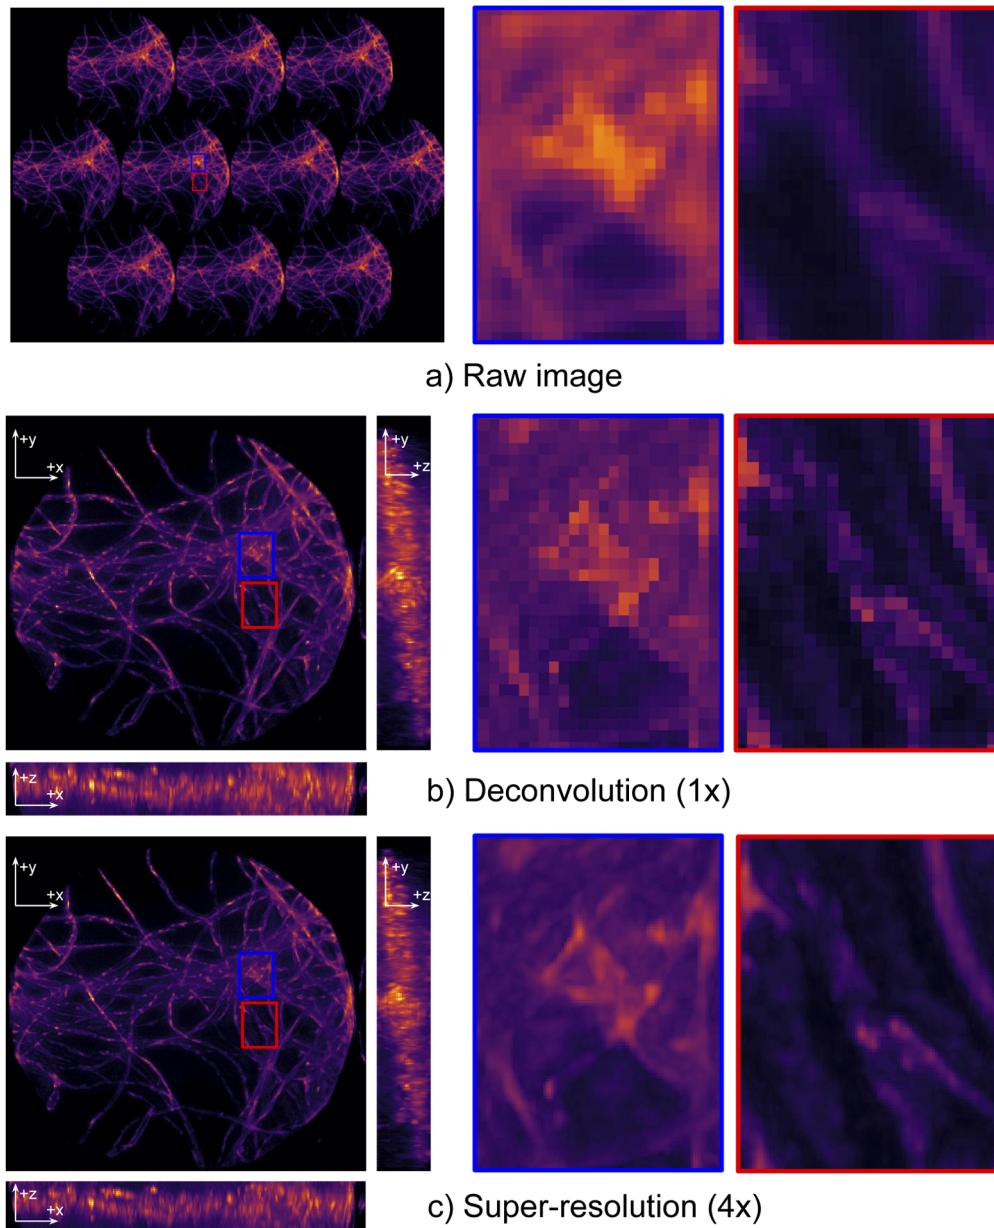 a) Raw image
+y
+x
+y
+z
+z
+x
b) Deconvolution (1x)
+y
+x
+y
+z
+z
+x
c) Super-resolution (4x)